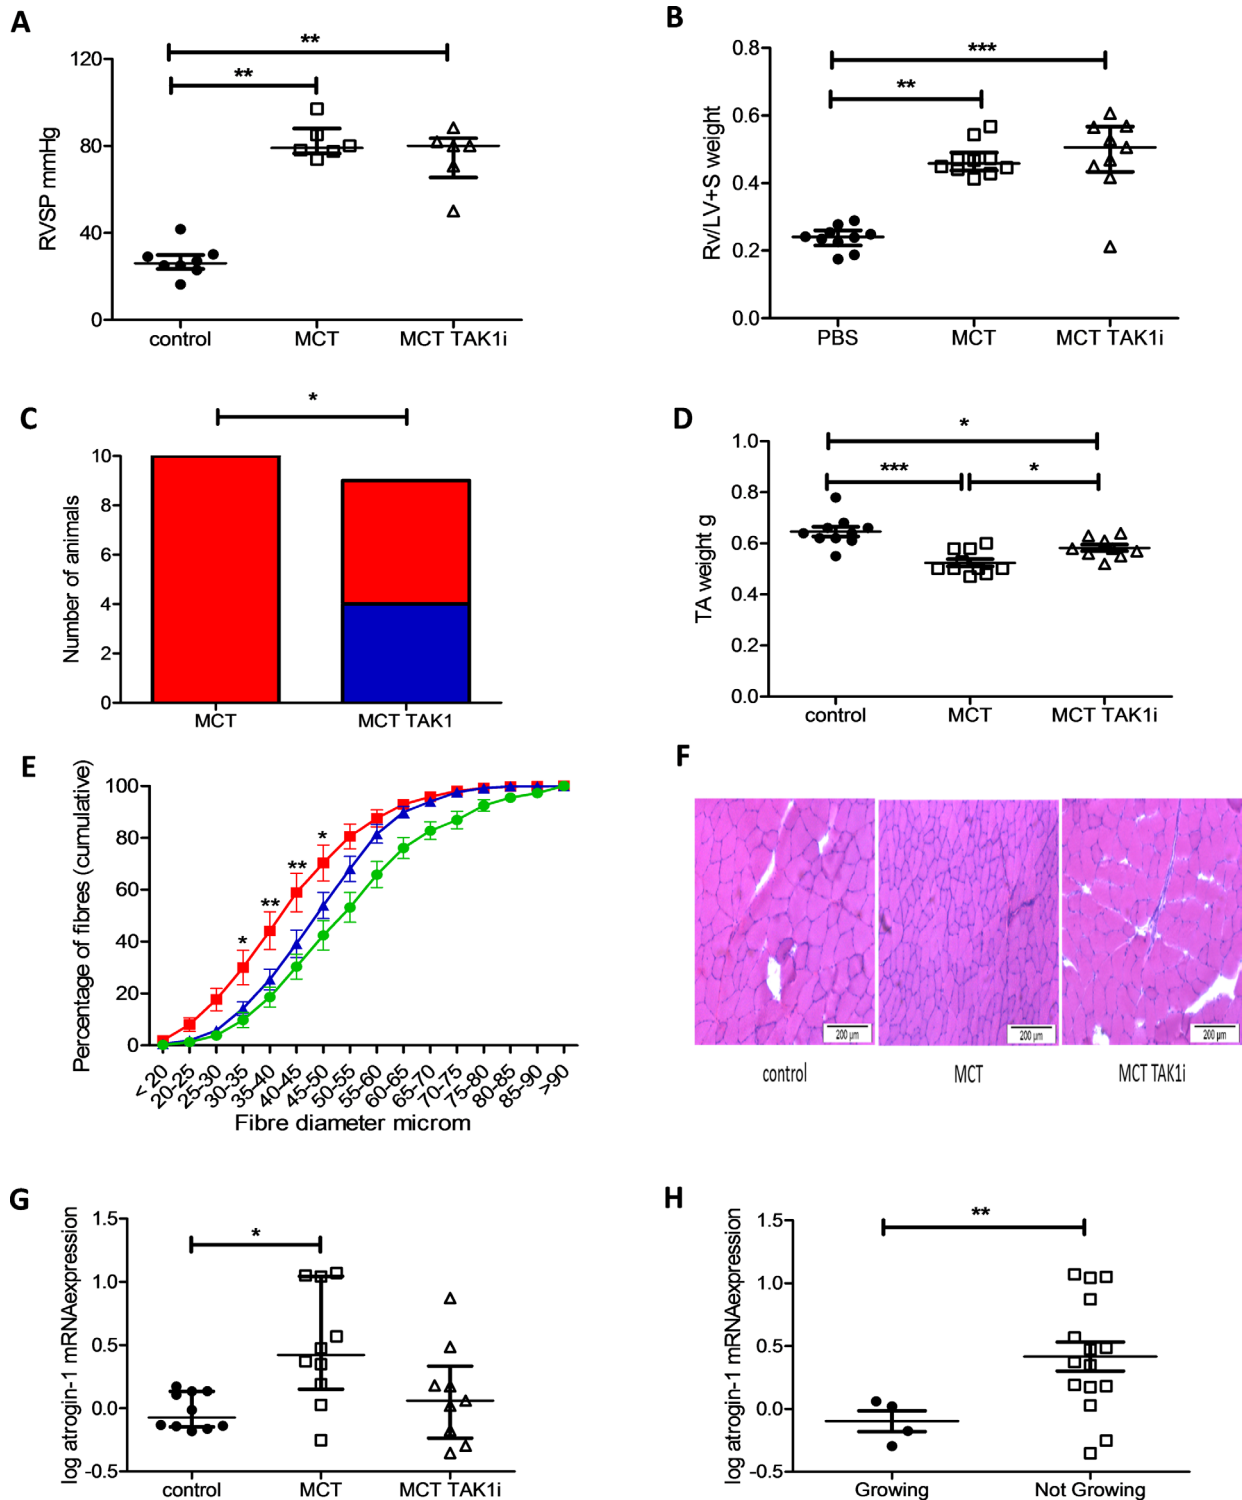 A
**
**
120
80
40
0
RVSP mmHg
control
MCT
MCT TAK1i
B
***
**
0.8
0.6
0.4
0.2
0.0
Rv/LV+S weight
PBS
MCT
MCT TAK1i
C
*
10
8
6
4
2
0
Number of animals
MCT
MCT TAK1
D
*
***
*
1.0
0.8
0.6
0.4
0.2
0.0
TA weight g
control
MCT
MCT TAK1i
E
100
80
60
40
20
0
Percentage of fibres (cumulative)
*
**
**
*
< 20
20-25
25-30
30-35
35-40
40-45
45-50
50-55
55-60
60-65
65-70
70-75
75-80
80-85
85-90
>90
Fibre diameter microm
F
200 µm
200 µm
200 µm
control
MCT
MCT TAK1i
G
*
1.5
1.0
0.5
0.0
-0.5
log atrogin-1 mRNAexpression
control
MCT
MCT TAK1i
H
**
1.5
1.0
0.5
0.0
-0.5
log atrogin-1 mRNAexpression
Growing
Not Growing